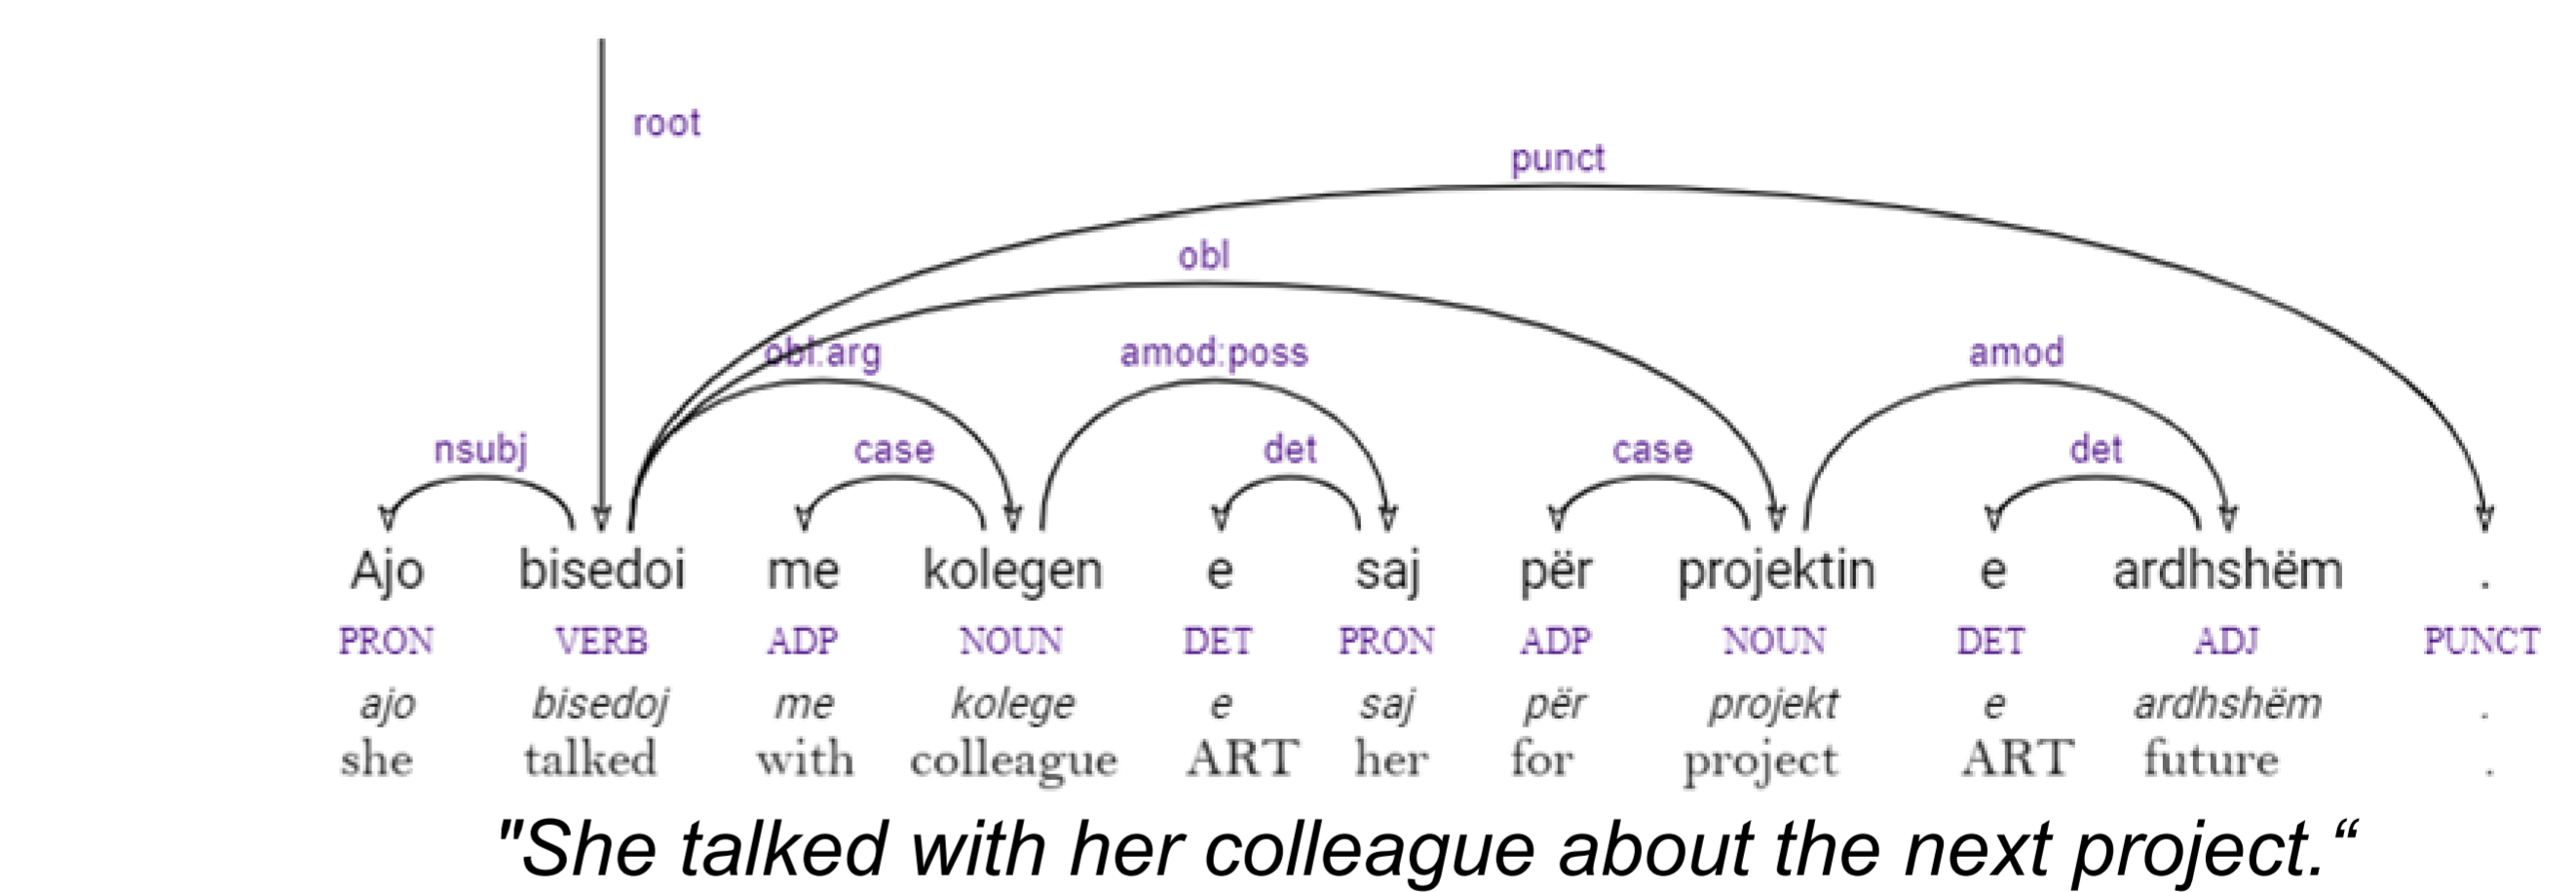 root
punct
obl
obl:arg amod:poss amod
nsubj case det case det
Ajo bisedoi me kolegen e saj për projektin e ardhshëm .
PRON VERB ADP NOUN DET PRON ADP NOUN DET ADJ PUNCT
ajo bisedoj me kolege e saj për projekt e ardhshëm .
she talked with colleague ART her for project ART future .
"She talked with her colleague about the next project.“